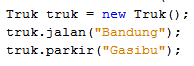 Truk truk = new Truk();
truk.jalan("Bandung");
truk.parkir("Gasibu");